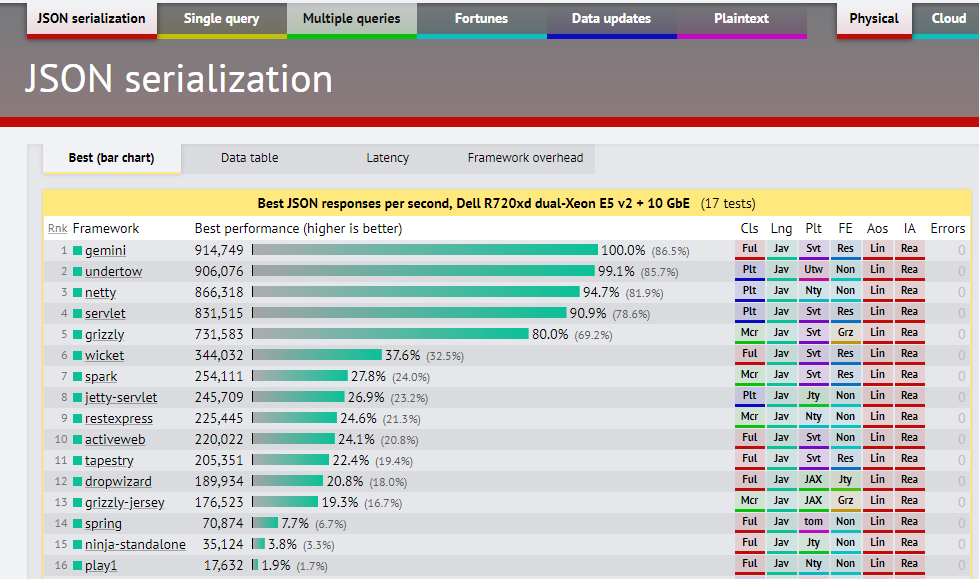 JSON serialization Single query Multiple queries Fortunes Data updates Plaintext Physical Cloud
JSON serialization
Best (bar chart) Data table Latency Framework overhead
Best JSON responses per second, Dell R720xd dual-Xeon E5 v2 + 10 GbE (17 tests)
Rnk Framework Best performance (higher is better) Cls Lng Plt FE Aos IA Errors
1 gemini 914,749 100.0% (86.5%) Ful Jav Svt Res Lin Rea 0
2 undertow 906,076 99.1% (85.7%) Plt Jav Utw Non Lin Rea 0
3 netty 866,318 94.7% (81.9%) Plt Jav Nty Non Lin Rea 0
4 servlet 831,515 90.9% (78.6%) Plt Jav Svt Res Lin Rea 0
5 grizzly 731,583 80.0% (69.2%) Mcr Jav Svt Grz Lin Rea 0
6 wicket 344,032 37.6% (32.5%) Ful Jav Svt Res Lin Rea 0
7 spark 254,111 27.8% (24.0%) Mcr Jav Svt Res Lin Rea 0
8 jetty-servlet 245,709 26.9% (23.2%) Plt Jav Jty Non Lin Rea 0
9 restexpress 225,445 24.6% (21.3%) Mcr Jav Nty Non Lin Rea 0
10 activeweb 220,022 24.1% (20.8%) Ful Jav Svt Non Lin Rea 0
11 tapestry 205,351 22.4% (19.4%) Ful Jav Svt Res Lin Rea 0
12 dropwizard 189,934 20.8% (18.0%) Ful Jav JAX Jty Lin Rea 0
13 grizzly-jersey 176,523 19.3% (16.7%) Mcr Jav JAX Grz Lin Rea 0
14 spring 70,874 7.7% (6.7%) Ful Jav tom Non Lin Rea 0
15 ninja-standalone 35,124 3.8% (3.3%) Ful Jav Jty Non Lin Rea 0
16 play1 17,632 1.9% (1.7%) Ful Jav Nty Non Lin Rea 0